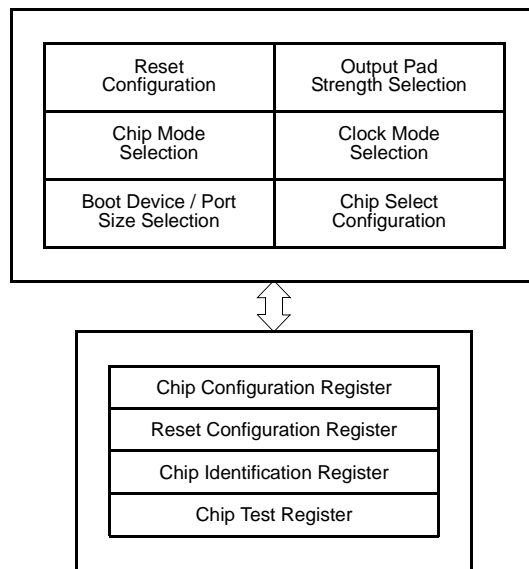 Reset
Configuration
Output Pad
Strength Selection
Chip Mode
Selection
Clock Mode
Selection
Boot Device / Port
Size Selection
Chip Select
Configuration
Chip Configuration Register
Reset Configuration Register
Chip Identification Register
Chip Test Register